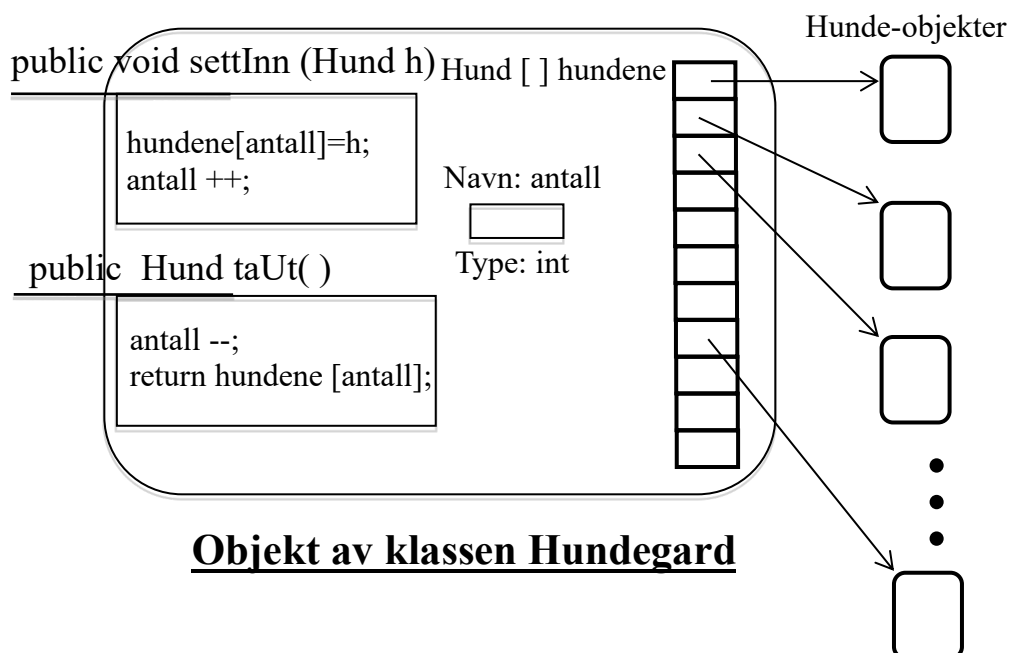 Hunde-objekter
public void settInn (Hund h)
Hund [ ] hundene
hundene[antall]=h;
antall ++;
Navn: antall
Type: int
public Hund taUt( )
antall --;
return hundene [antall];
Objekt av klassen Hundegard